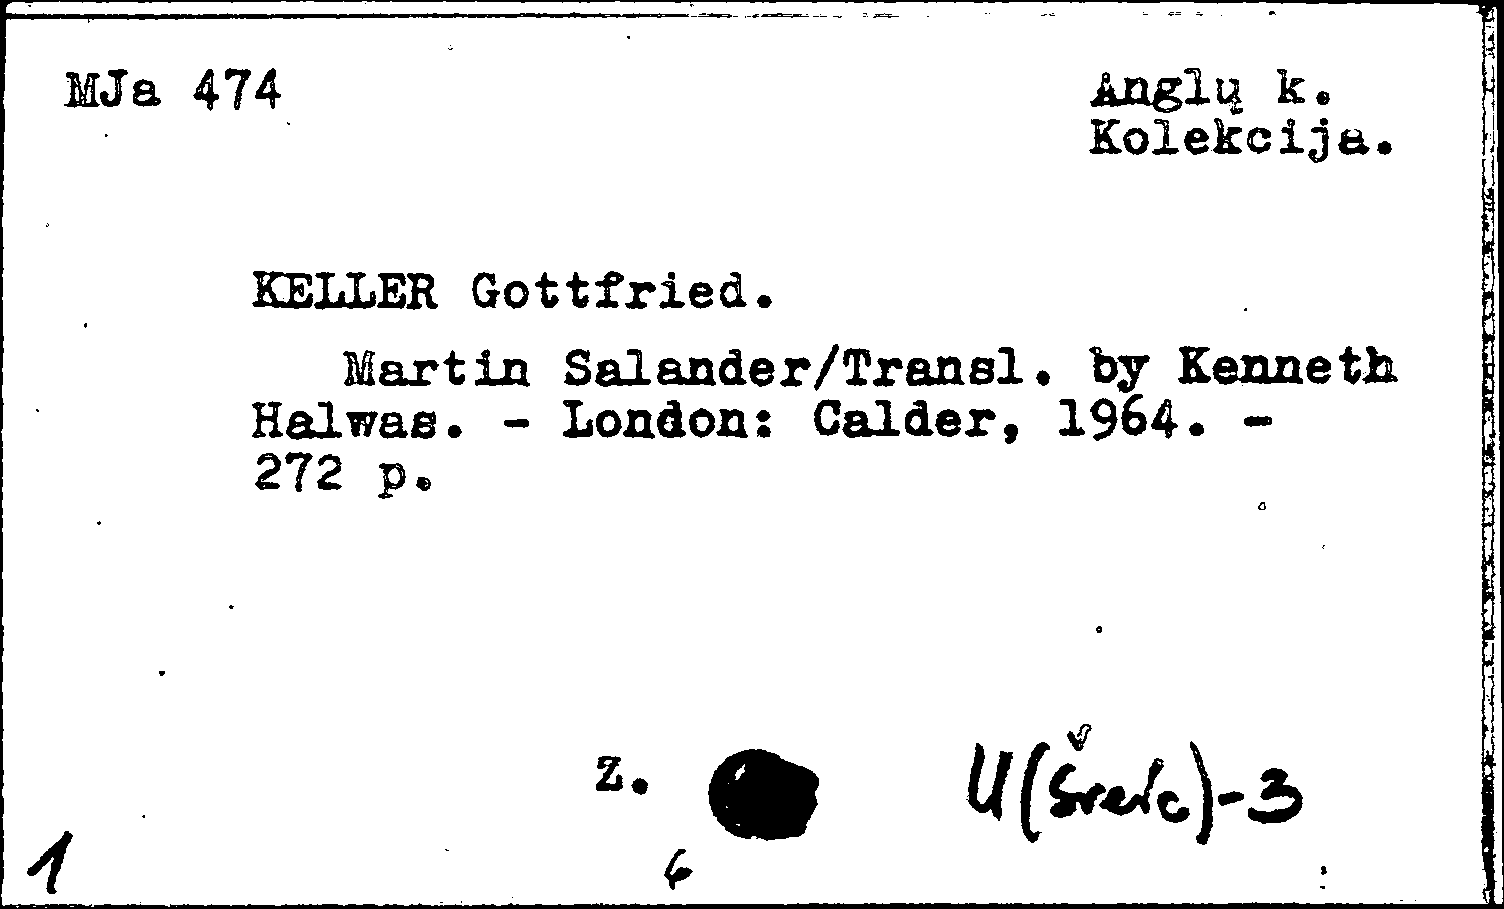 MJa 474
Anglų k.
Kolekcija.
KELLER Gottfried.
Martin Salander/Transl. by Kenneth
Halwas. - London: Calder, 1964. -
272 p.
z.
U(Šveic)-3
1
6